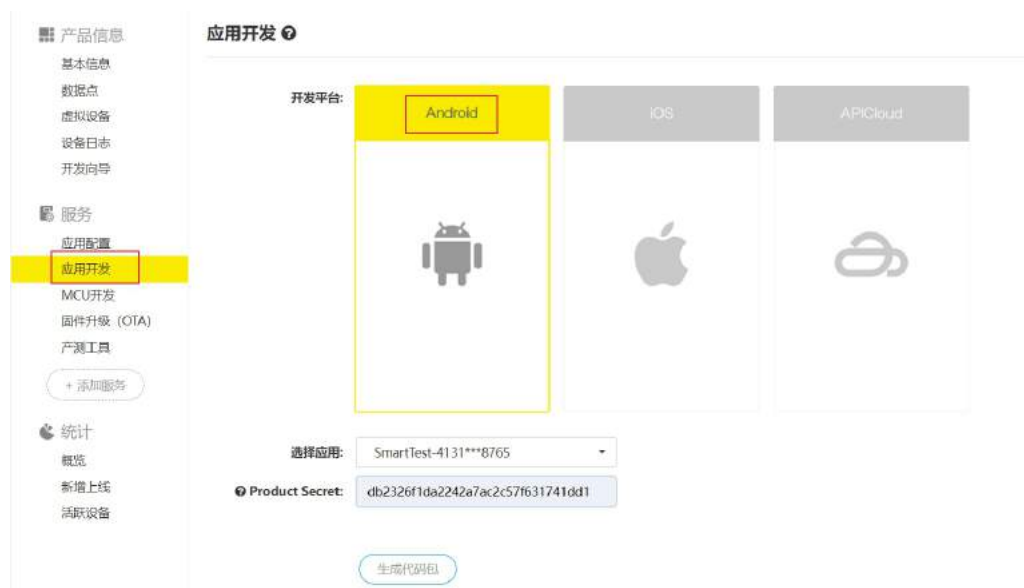 产品信息
基本信息
数据点
虚拟设备
设备日志
开发向导
服务
应用配置
应用开发
MCU开发
固件升级（OTA）
产测工具
+ 添加服务
统计
概览
新增上线
活跃设备
应用开发
开发平台:
Android
iOS
APICloud
选择应用:
SmartTest-4131***8765
Product Secret:
db2326f1da2242a7ac2c57f631741dd1
生成代码包